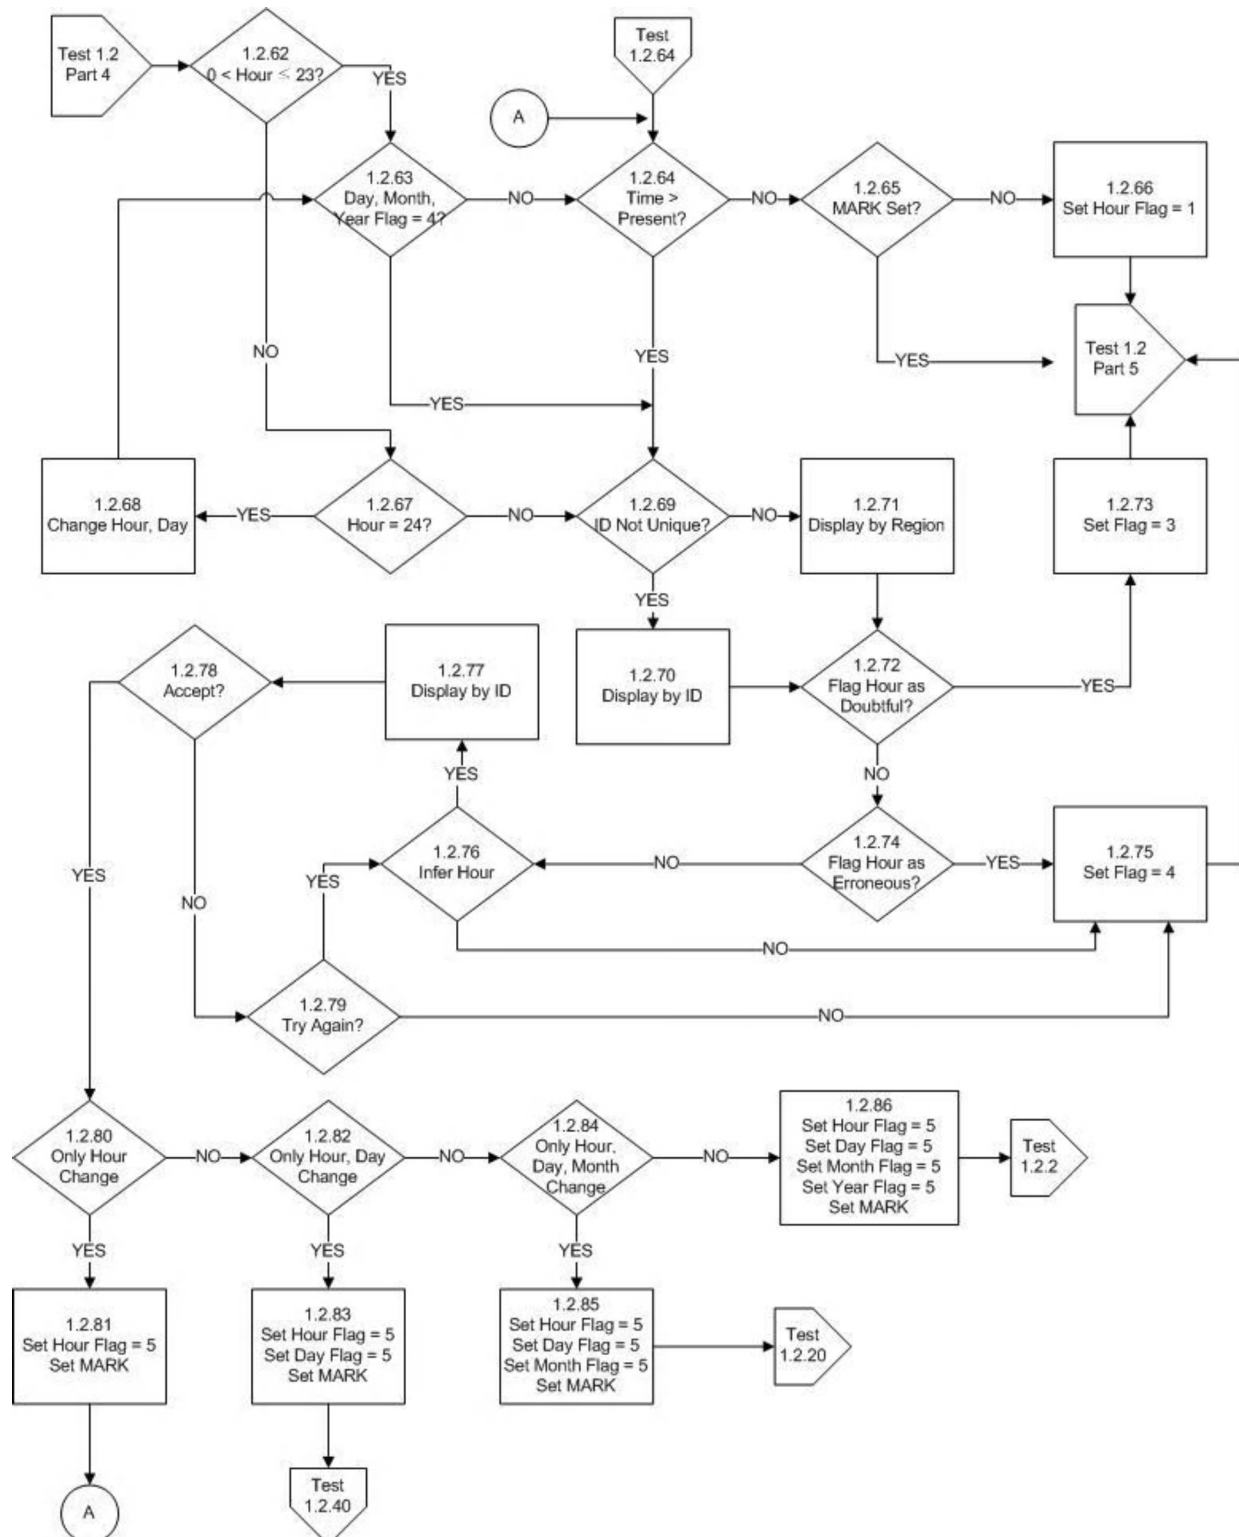 Test 1.2
Part 4
1.2.62
0 < Hour ≤ 23?
YES
Test
1.2.64
A
1.2.63
Day, Month,
Year Flag = 4?
NO
1.2.64
Time >
Present?
NO
1.2.65
MARK Set?
NO
1.2.66
Set Hour Flag = 1
NO
YES
YES
YES
Test 1.2
Part 5
1.2.68
Change Hour, Day
YES
1.2.67
Hour = 24?
NO
1.2.69
ID Not Unique?
NO
1.2.71
Display by Region
1.2.73
Set Flag = 3
YES
1.2.78
Accept?
1.2.77
Display by ID
1.2.70
Display by ID
1.2.72
Flag Hour as
Doubtful?
YES
YES
NO
1.2.76
Infer Hour
NO
1.2.74
Flag Hour as
Erroneous?
YES
1.2.75
Set Flag = 4
YES
YES
NO
NO
1.2.79
Try Again?
NO
1.2.80
Only Hour
Change
NO
1.2.82
Only Hour, Day
Change
NO
1.2.84
Only Hour,
Day, Month
Change
NO
1.2.86
Set Hour Flag = 5
Set Day Flag = 5
Set Month Flag = 5
Set Year Flag = 5
Set MARK
Test
1.2.2
YES
YES
YES
1.2.81
Set Hour Flag = 5
Set MARK
1.2.83
Set Hour Flag = 5
Set Day Flag = 5
Set MARK
1.2.85
Set Hour Flag = 5
Set Day Flag = 5
Set Month Flag = 5
Set MARK
Test
1.2.20
A
Test
1.2.40